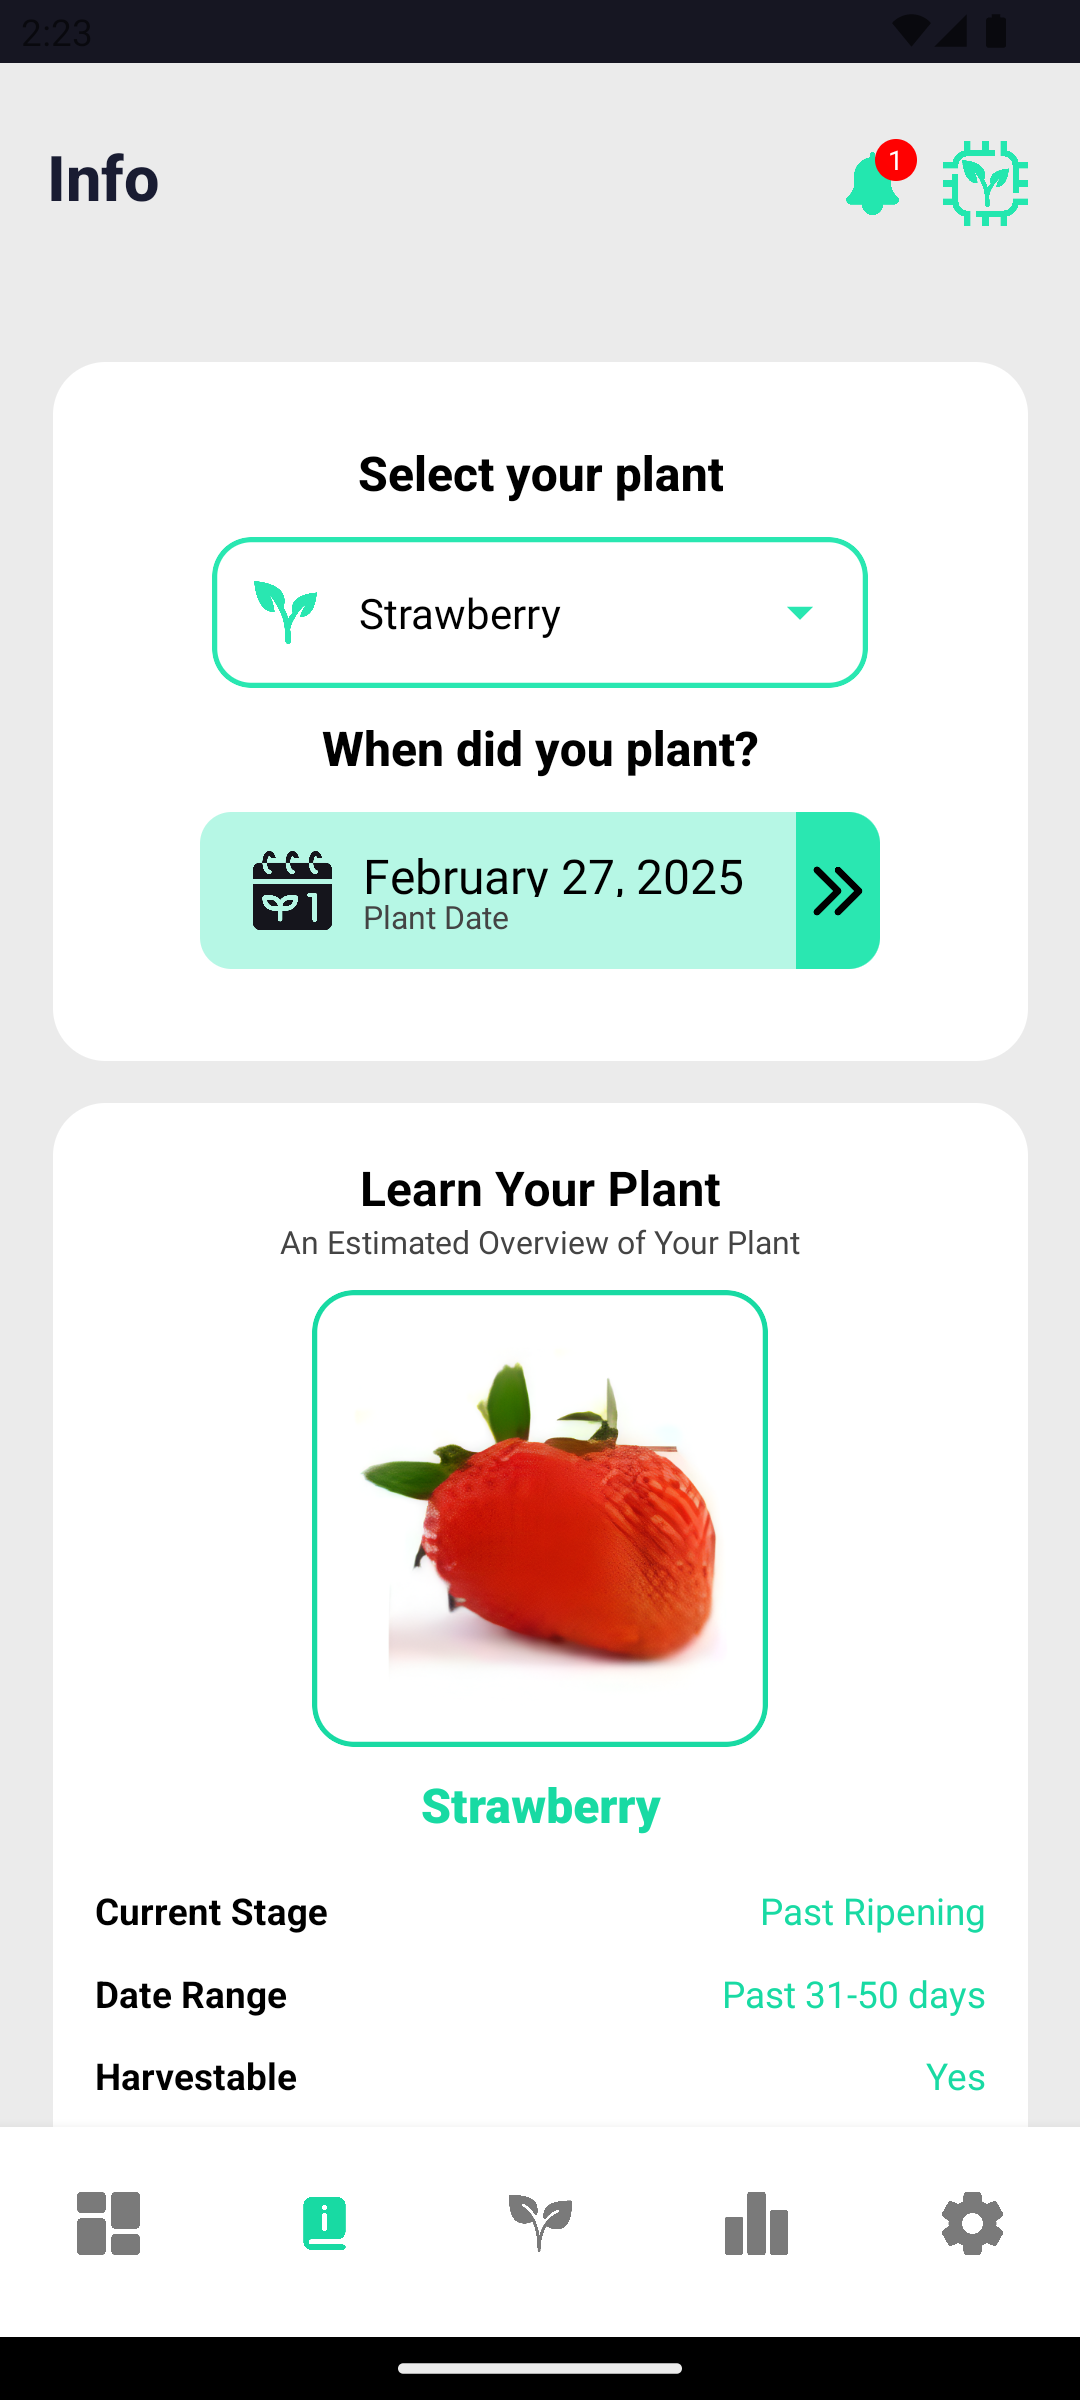 2:23
Info
1
Select your plant
Strawberry
When did you plant?
1
February 27, 2025
Plant Date
Learn Your Plant
An Estimated Overview of Your Plant
Strawberry
Current Stage Past Ripening
Date Range Past 31-50 days
Harvestable Yes